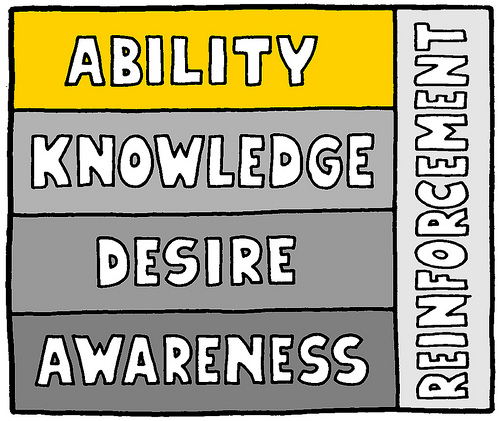 ABILITY
KNOWLEDGE
DESIRE
AWARENESS
REINFORCEMENT